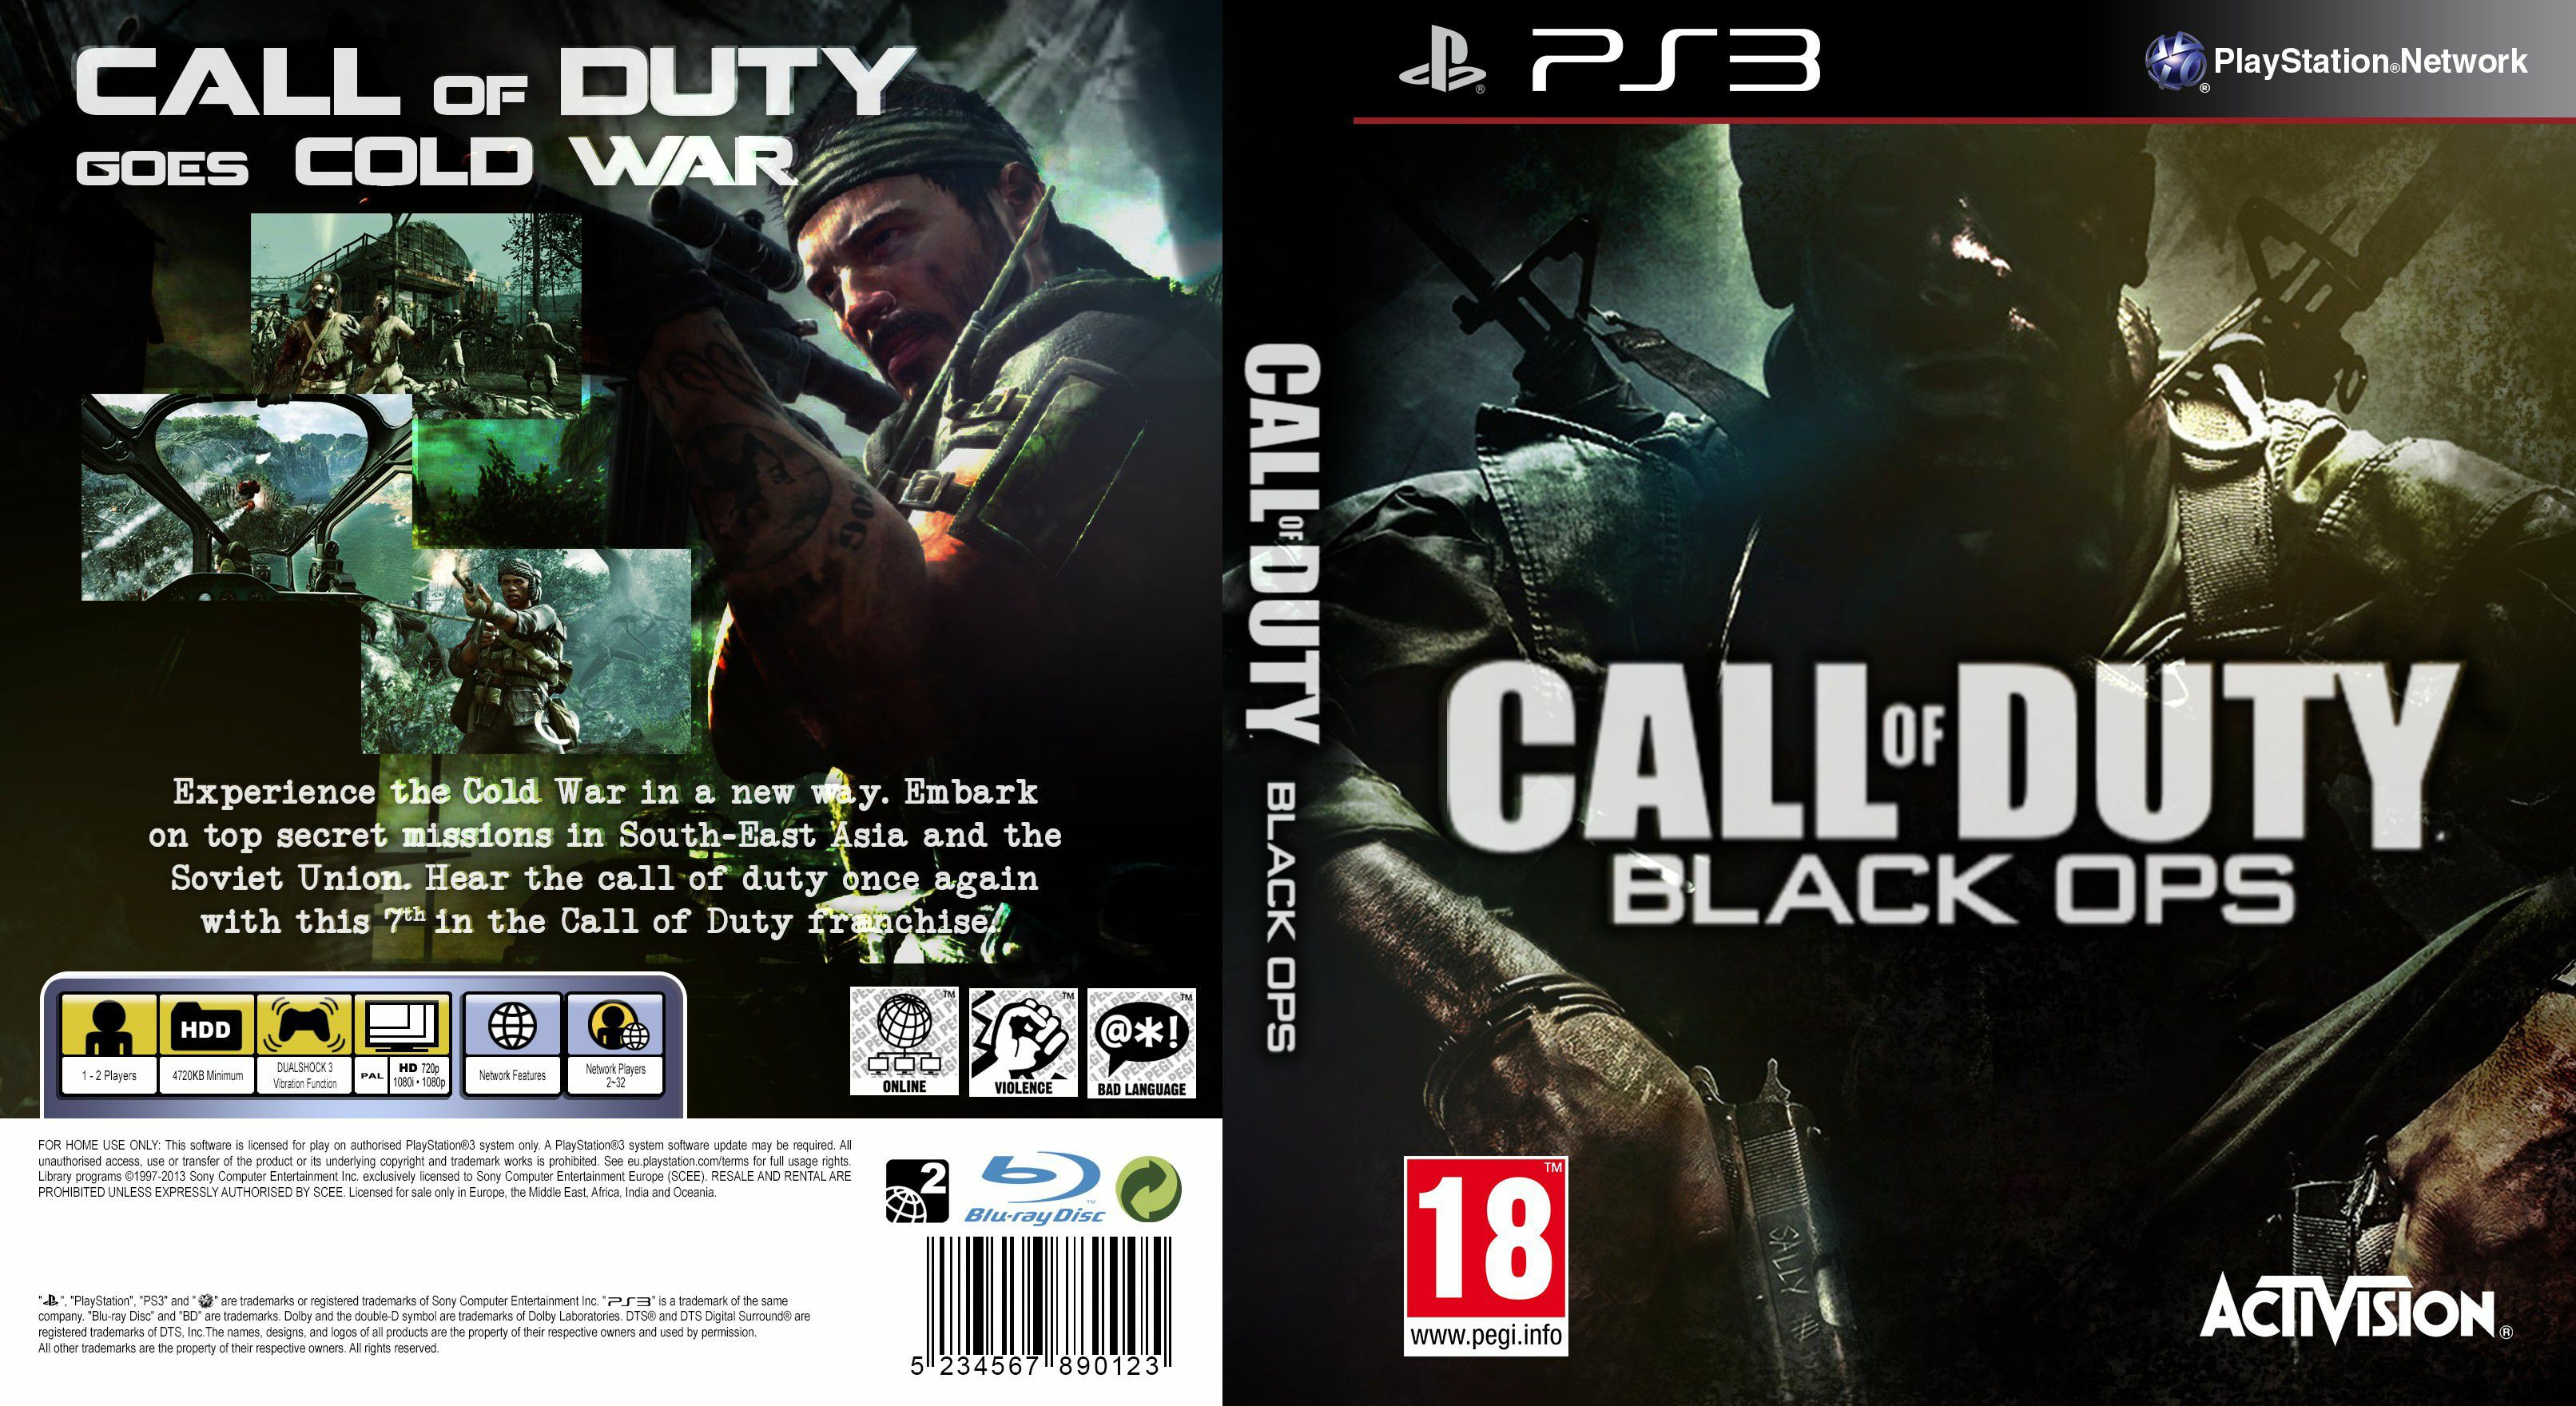 CALL OF DUTY
GOES COLD WAR
Experience the Cold War in a new way. Embark
on top secret missions in South-East Asia and the
Soviet Union. Hear the call of duty once again
with this 7th in the Call of Duty franchise.
1 - 2 Players
HDD
4720KB Minimum
DUALSHOCK 3
Vibration Function
PAL
HD 720p
1080i • 1080p
Network Features
Network Players
2~32
ONLINE
VIOLENCE
@*!
BAD LANGUAGE
FOR HOME USE ONLY: This software is licensed for play on authorised PlayStation®3 system only. A PlayStation®3 system software update may be required. All
unauthorised access, use or transfer of the product or its underlying copyright and trademark works is prohibited. See eu.playstation.com/terms for full usage rights.
Library programs ©1997-2013 Sony Computer Entertainment Inc. exclusively licensed to Sony Computer Entertainment Europe (SCEE). RESALE AND RENTAL ARE
PROHIBITED UNLESS EXPRESSLY AUTHORISED BY SCEE. Licensed for sale only in Europe, the Middle East, Africa, India and Oceania.
2
Blu-ray Disc
" ", "PlayStation", "PS3" and " " are trademarks or registered trademarks of Sony Computer Entertainment Inc. "PS3" is a trademark of the same
company. "Blu-ray Disc" and "BD" are trademarks. Dolby and the double-D symbol are trademarks of Dolby Laboratories. DTS® and DTS Digital Surround® are
registered trademarks of DTS, Inc.The names, designs, and logos of all products are the property of their respective owners and used by permission.
All other trademarks are the property of their respective owners. All rights reserved.
5 234567 890123
CALL OF DUTY
BLACK OPS
PS3
PlayStation®Network
CALL OF DUTY
BLACK OPS
SALLY
18
www.pegi.info
ACTIVISION®